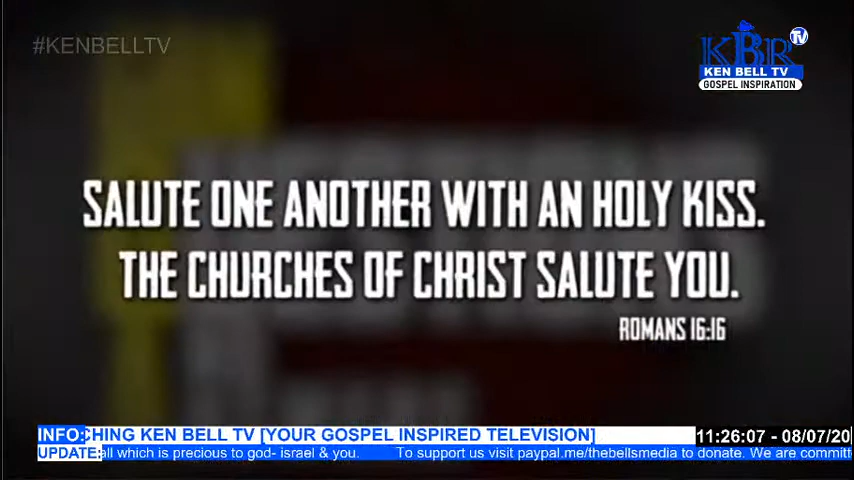 #KENBELLTV
KBR TV
KEN BELL TV
GOSPEL INSPIRATION
SALUTE ONE ANOTHER WITH AN HOLY KISS.
THE CHURCHES OF CHRIST SALUTE YOU.
ROMANS 16:16
INFO: CHING KEN BELL TV [YOUR GOSPEL INSPIRED TELEVISION]
11:26:07 - 08/07/20
UPDATE: all which is precious to god- israel & you. To support us visit paypal.me/thebellsmedia to donate. We are committ